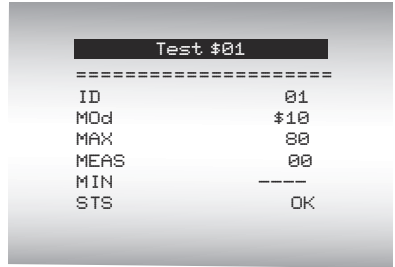 Test $01
=====================
ID 01
MOd $10
MAX 80
MEAS 00
MIN ----
STS OK